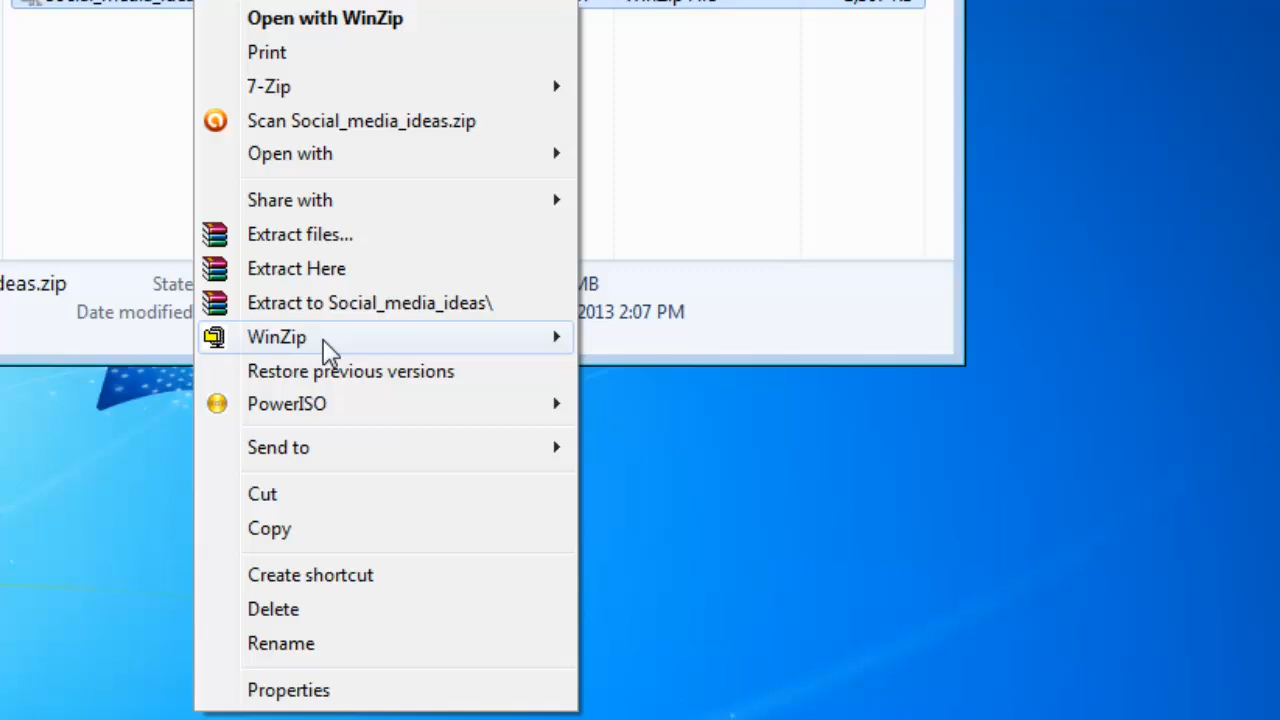 Open with WinZip
Print
7-Zip
Scan Social_media_ideas.zip
Open with
Share with
Extract files...
deas.zip State
MB
Extract Here
Date modified 2013 2:07 PM
Extract to Social_media_ideas\
WinZip
Restore previous versions
PowerISO
Send to
Cut
Copy
Create shortcut
Delete
Rename
Properties